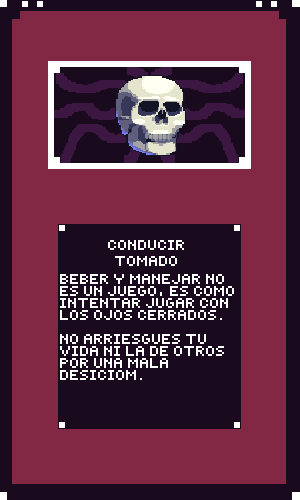 CONDUCIR
TOMADO
BEBER Y MANEJAR NO
ES UN JUEGO. ES COMO
INTENTAR JUGAR CON
LOS OJOS CERRADOS.
NO ARRIESGUES TU
VIDA NI LA DE OTROS
POR UNA MALA
DESICIOM.